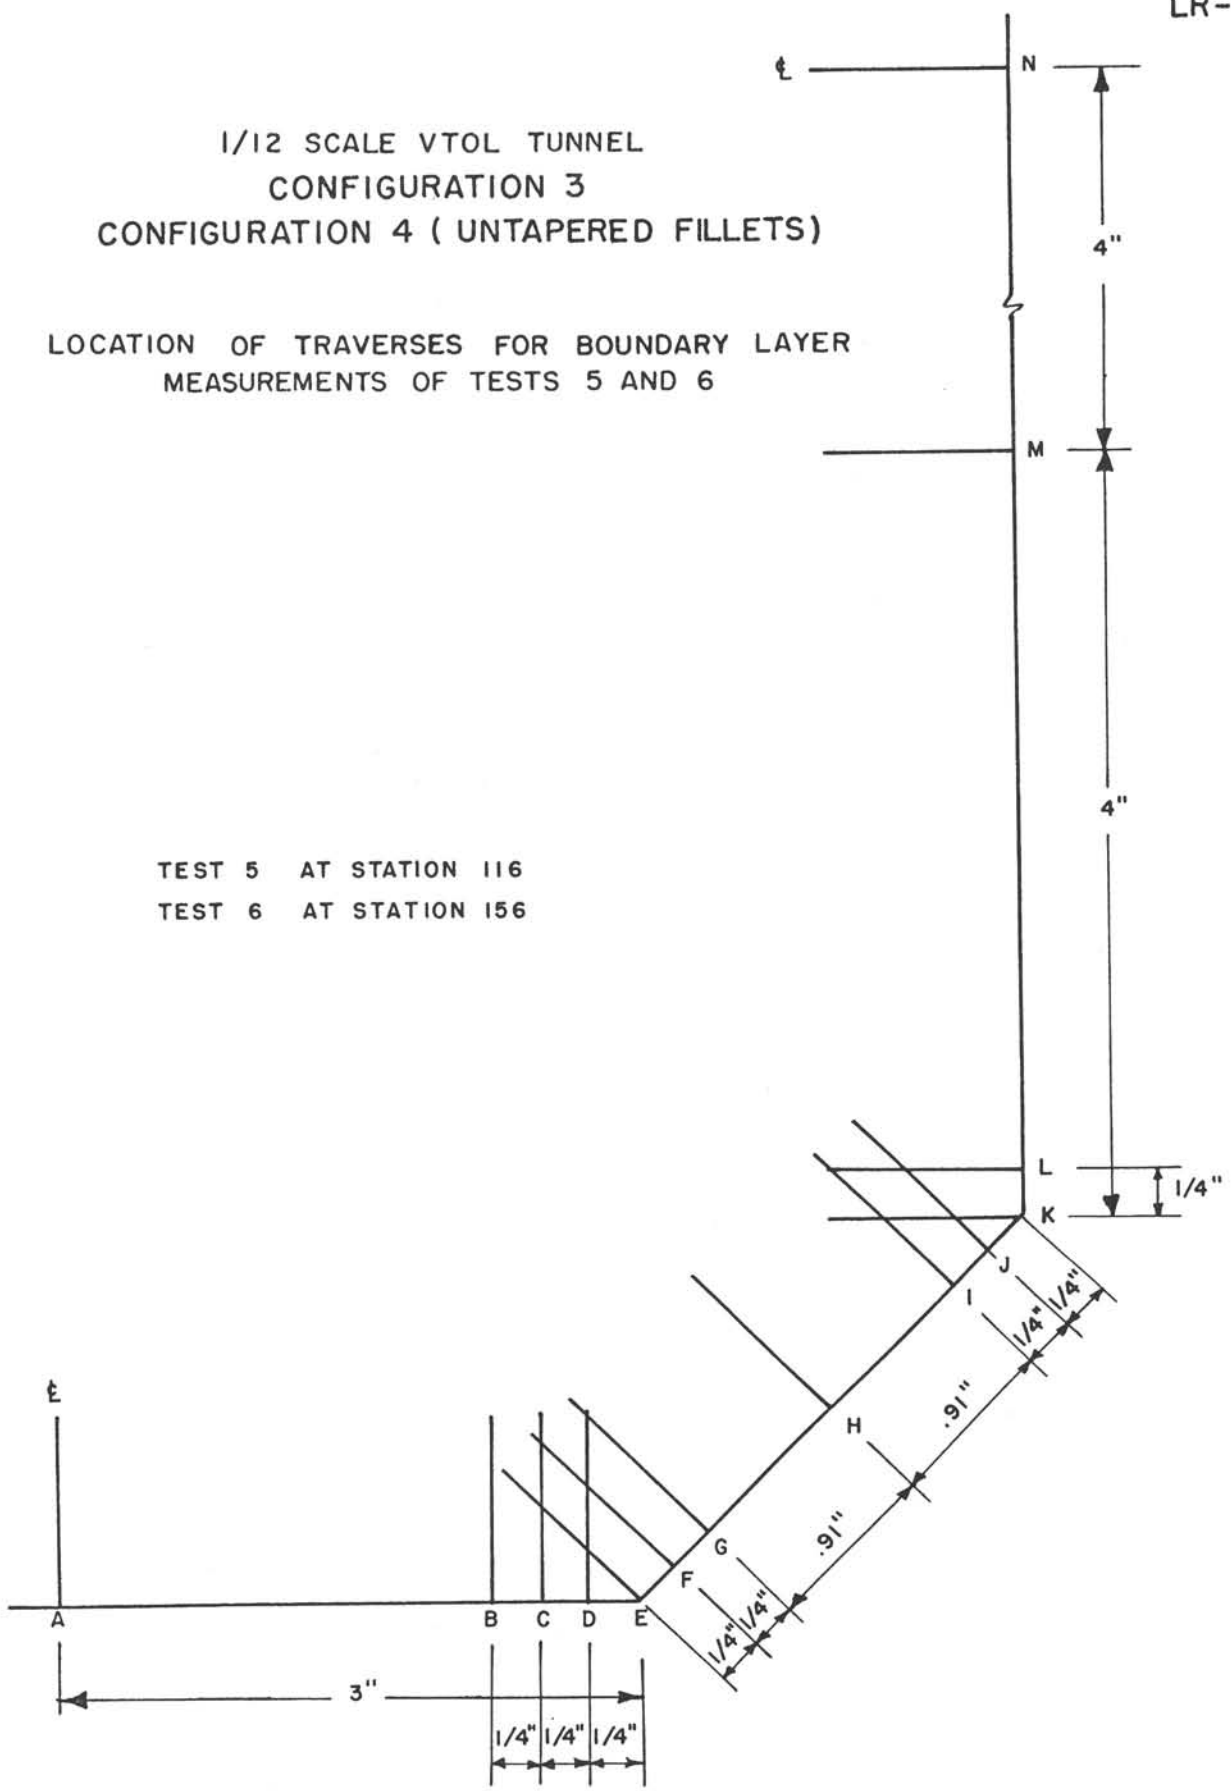 LR-
℄
N
1/12 SCALE VTOL TUNNEL
CONFIGURATION 3
CONFIGURATION 4 ( UNTAPERED FILLETS)
4"
LOCATION OF TRAVERSES FOR BOUNDARY LAYER
MEASUREMENTS OF TESTS 5 AND 6
M
4"
TEST 5 AT STATION 116
TEST 6 AT STATION 156
L
1/4"
K
J
I
1/4"
1/4"
.91"
H
.91"
℄
G
F
1/4"
1/4"
A
B
C
D
E
3"
1/4"
1/4"
1/4"